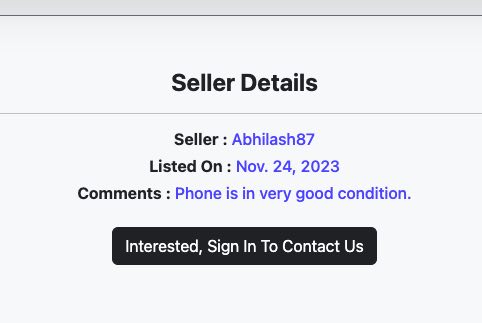 Seller Details
Seller : Abhilash87
Listed On : Nov. 24, 2023
Comments : Phone is in very good condition.
Interested, Sign In To Contact Us